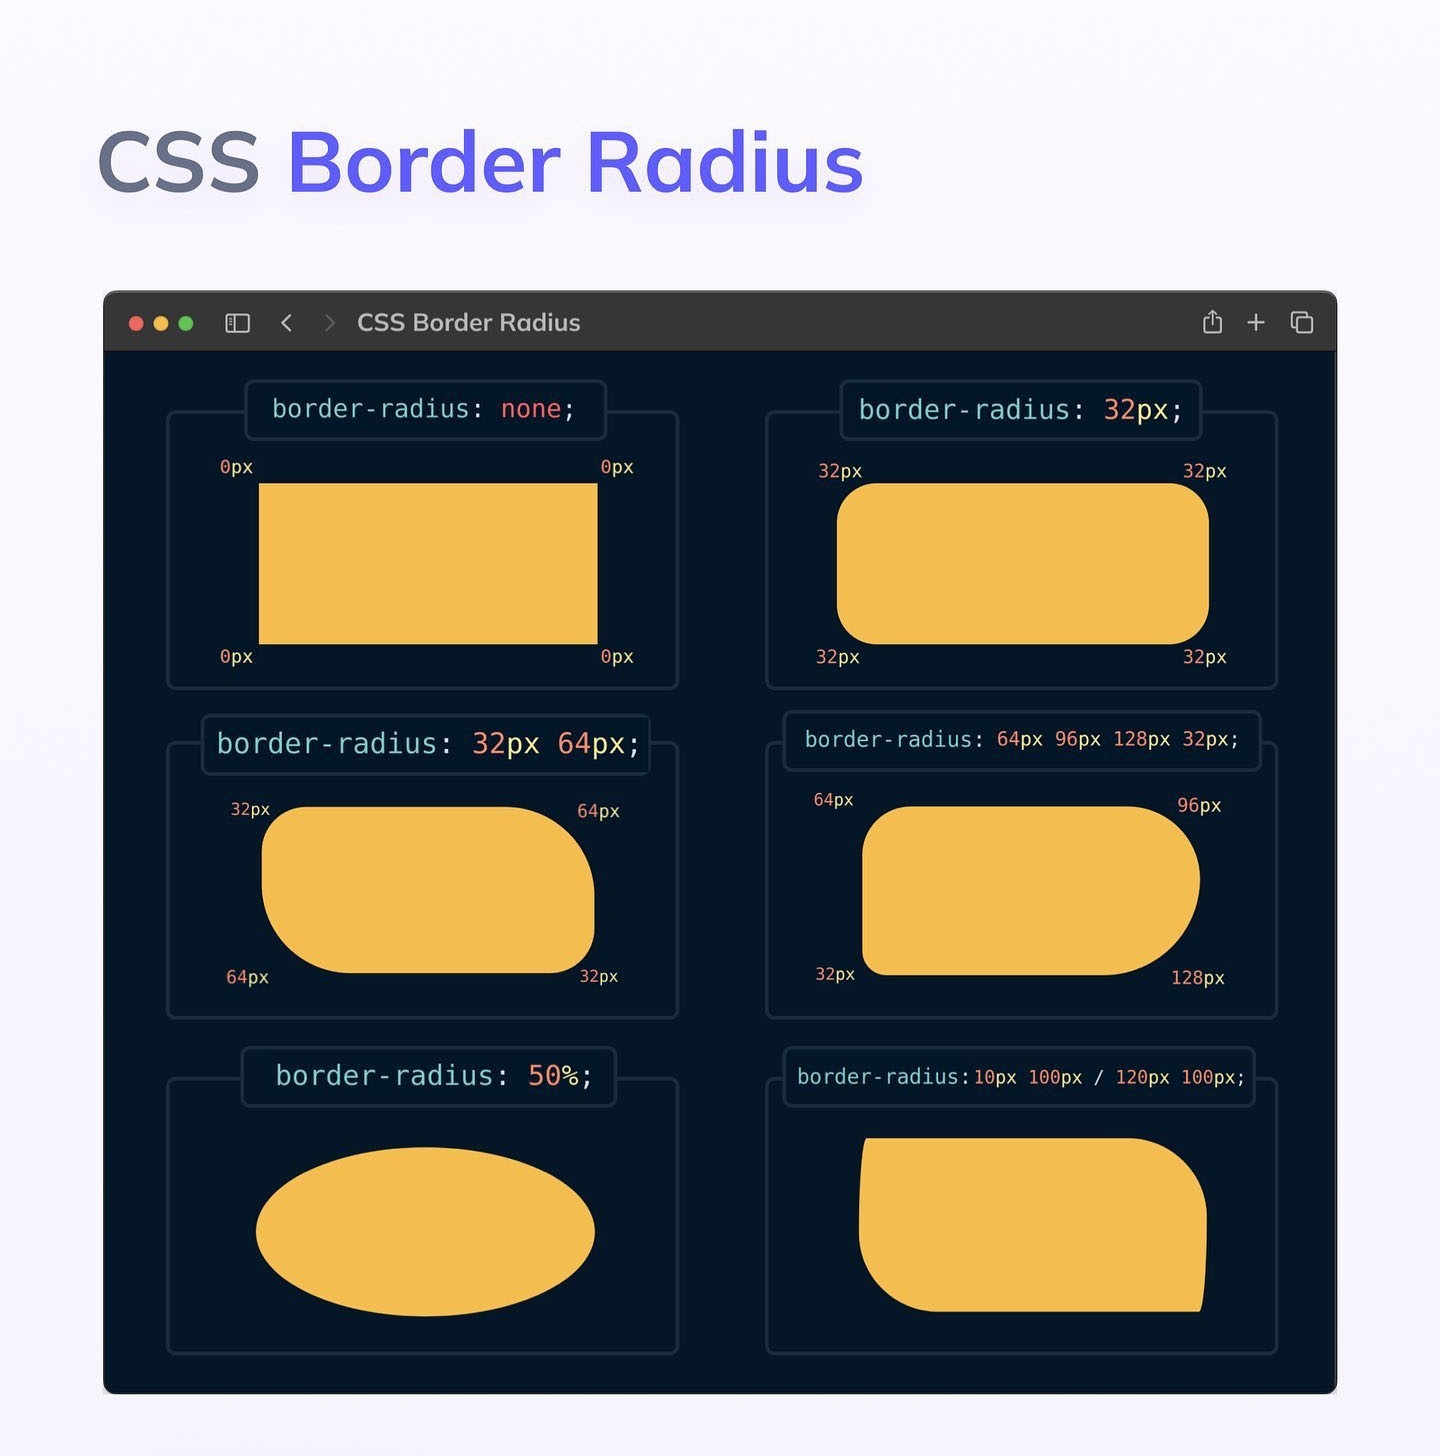 CSS Border Radius
CSS Border Radius
border-radius: none;
0px 0px
0px 0px
border-radius: 32px;
32px 32px
32px 32px
border-radius: 32px 64px;
32px 64px
64px 32px
border-radius: 64px 96px 128px 32px;
64px 96px
32px 128px
border-radius: 50%;
border-radius:10px 100px / 120px 100px;